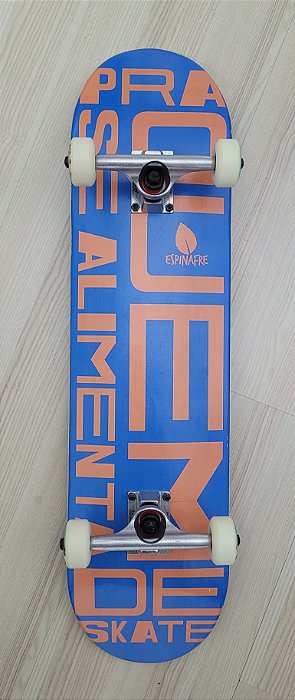 PRA
QUEM
SE ALIMENTA
DE
SKATE
ESPINAFRE